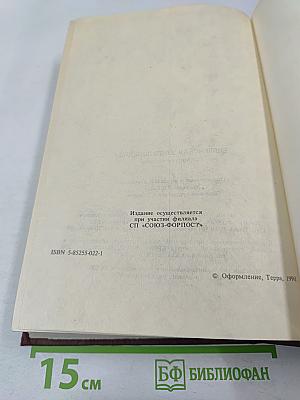 Издание осуществляется
при участии филиала
СП «СОЮЗ-ФОРПОСТ»
ISBN 5-85255-022-1
© Оформление, Терра, 1991
15 см
БФ БИБЛИОФАН